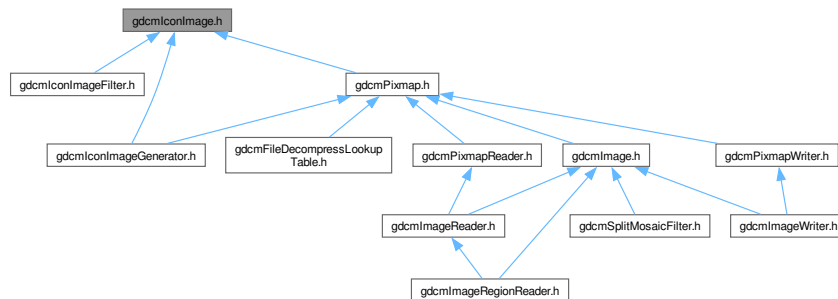 gdcmIconImage.h
gdcmIconImageFilter.h
gdcmPixmap.h
gdcmIconImageGenerator.h
gdcmFileDecompressLookup
Table.h
gdcmPixmapReader.h
gdcmImage.h
gdcmPixmapWriter.h
gdcmImageReader.h
gdcmSplitMosaicFilter.h
gdcmImageWriter.h
gdcmImageRegionReader.h